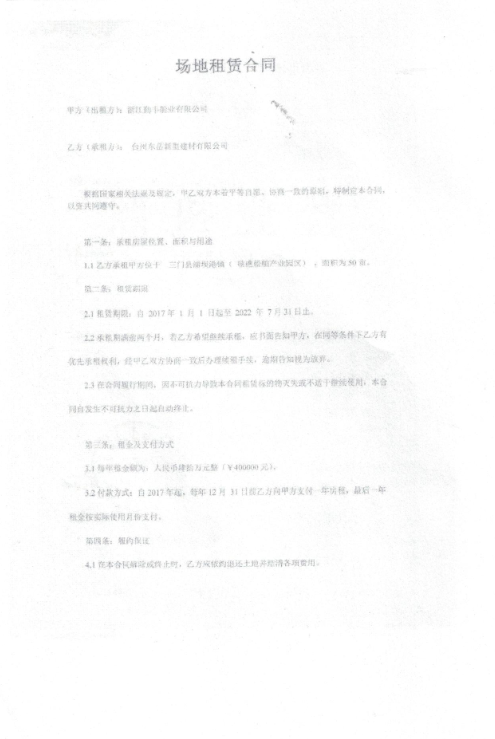 场地租赁合同
甲方（出租方）：浙江 有限公司
乙方（承租方）： 台州 新型建材有限公司
根据国家相关法规及规定，甲乙双方本着平等自愿、协商一致的原则，特制定本合同，
以资共同遵守。
第一条：承租房屋位置、面积与用途
1.1 乙方承租甲方位于 三门县 镇（ 产业园区），面积为 50 亩。
第二条：租赁期限
2.1 租赁期限：自 2017 年 1 月 1 日起至 2022 年 7 月 31 日止。
2.2 承租期满前两个月，若乙方希望继续承租，应书面告知甲方，在同等条件下乙方有
优先承租权利，经甲乙双方协商一致后办理续租手续，逾期告知视为放弃。
2.3 在合同履行期间，因不可抗力导致本合同租赁标的物灭失或不适于继续使用，本合
同自发生不可抗力之日起自动终止。
第三条：租金及支付方式
3.1 每年租金额为：人民币肆拾万元整（￥400000 元）。
3.2 付款方式：自 2017 年起，每年 12 月 31 日前乙方向甲方支付一年房租，最后一年
租金按实际使用月份支付。
第四条：履约保证
4.1 在本合同解除或终止时，乙方应依约退还土地并结清各项费用。